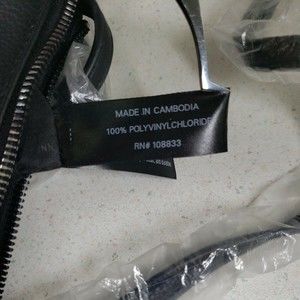 MADE IN CAMBODIA
100% POLYVINYLCHLORIDE
RN# 108833